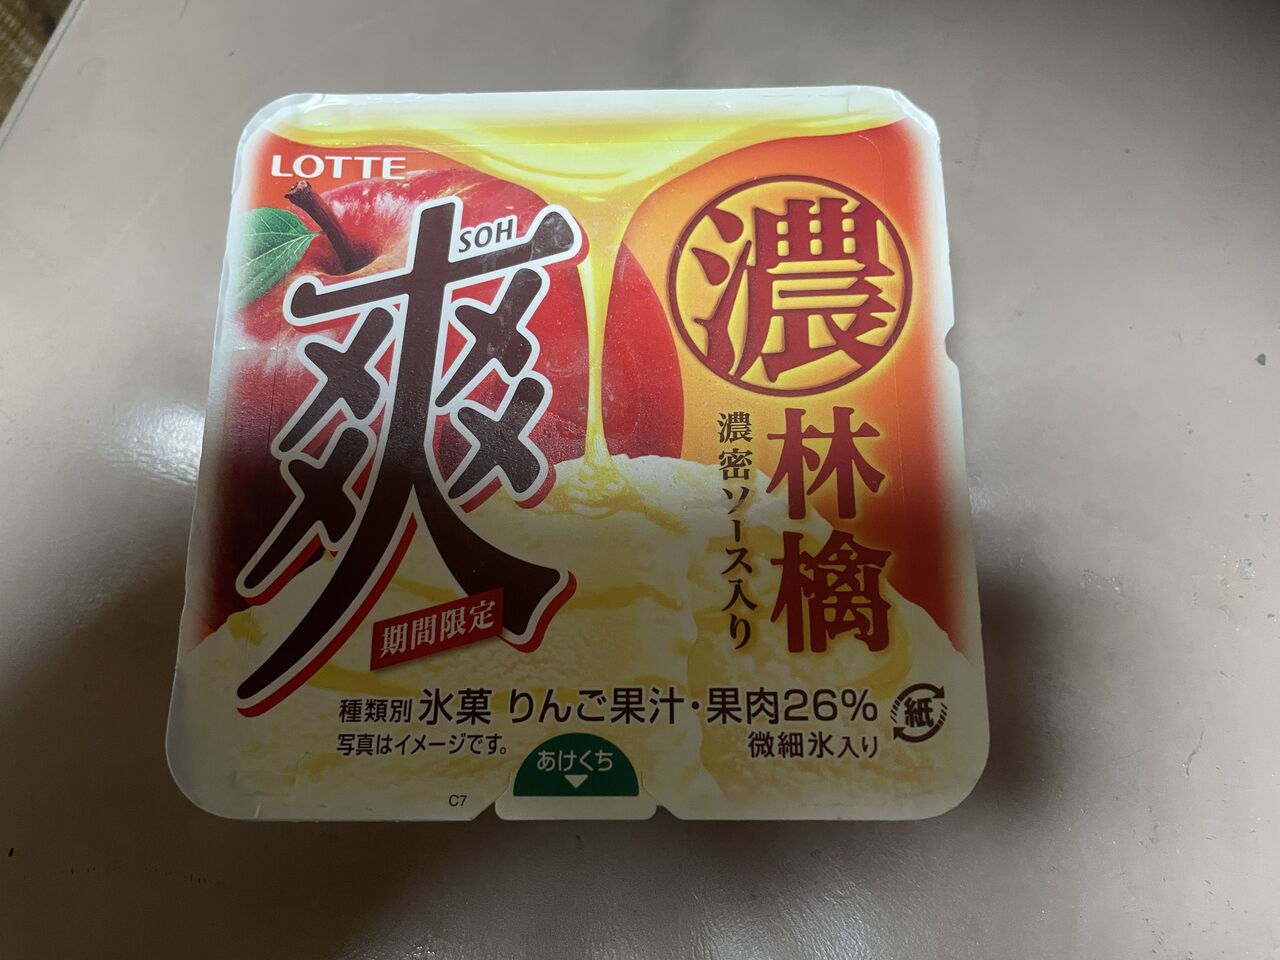 LOTTE
爽
SOH
濃
林檎
濃密ソース入り
期間限定
種類別 氷菓 りんご果汁・果肉26%
写真はイメージです。
微細氷入り
紙
あけくち
C7